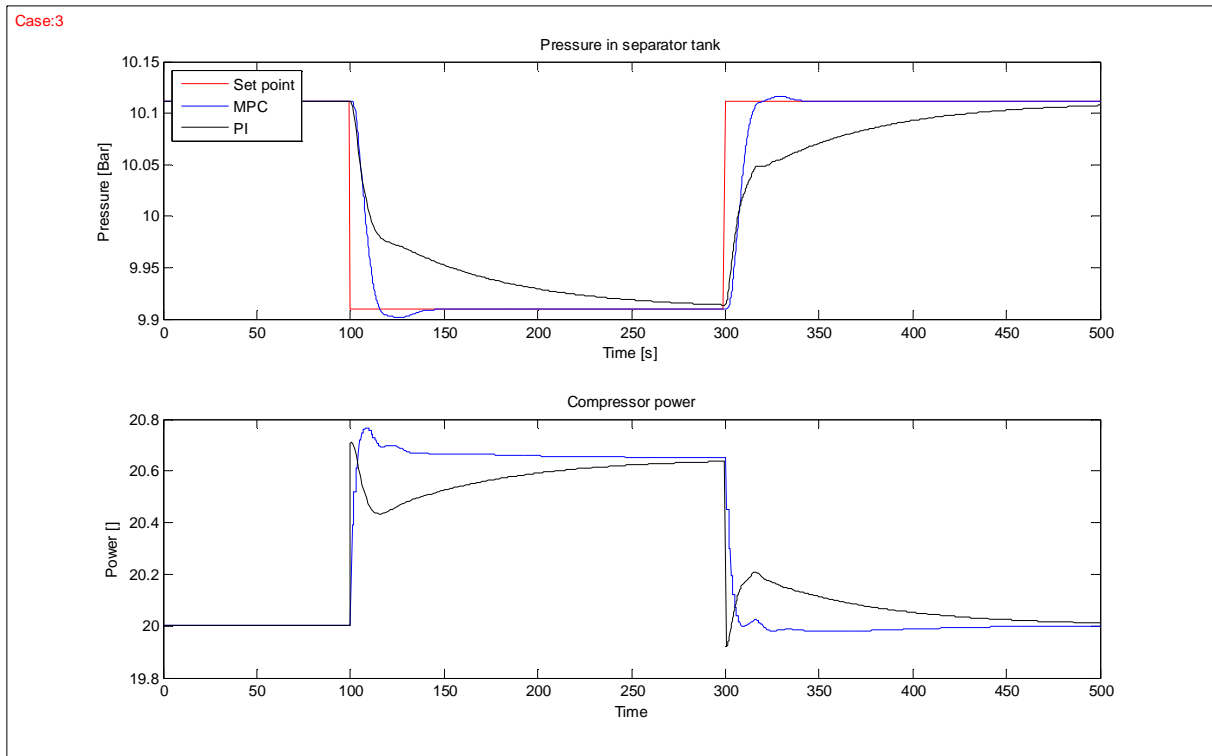 Case:3
Pressure in separator tank
10.15
10.1
10.05
10
9.95
9.9
Pressure [Bar]
Set point
MPC
PI
0 50 100 150 200 250 300 350 400 450 500
Time [s]
Compressor power
20.8
20.6
20.4
20.2
20
19.8
Power []
0 50 100 150 200 250 300 350 400 450 500
Time